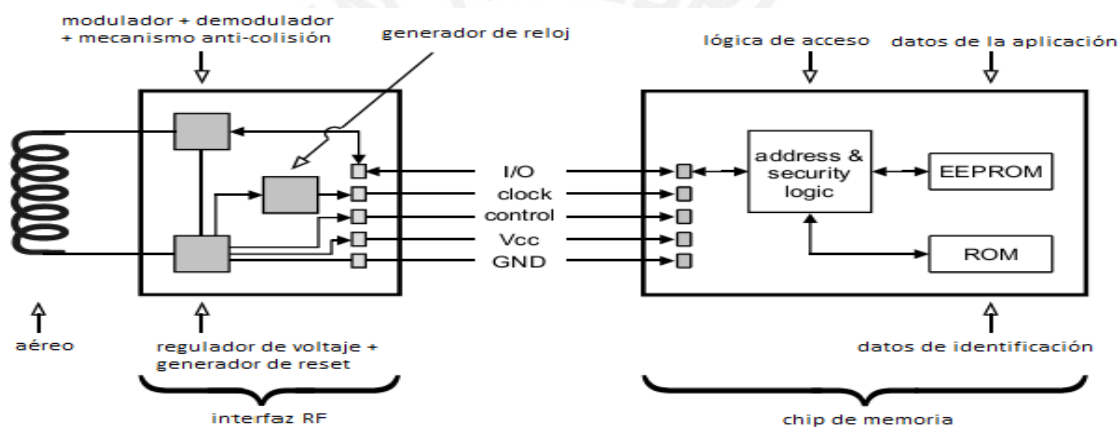 modulador + demodulador
+ mecanismo anti-colisión
generador de reloj
lógica de acceso
datos de la aplicación
I/O
clock
control
Vcc
GND
address &
security
logic
EEPROM
ROM
aéreo
regulador de voltaje +
generador de reset
datos de identificación
interfaz RF
chip de memoria